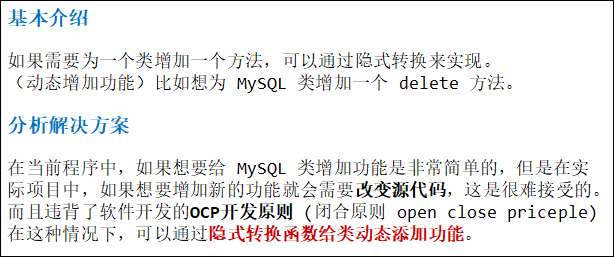 基本介绍
如果需要为一个类增加一个方法，可以通过隐式转换来实现。
（动态增加功能）比如想为 MySQL 类增加一个 delete 方法。
分析解决方案
在当前程序中，如果想要给 MySQL 类增加功能是非常简单的，但是在实
际项目中，如果想要增加新的功能就会需要改变源代码，这是很难接受的。
而且违背了软件开发的OCP开发原则 (闭合原则 open close priceple)
在这种情况下，可以通过隐式转换函数给类动态添加功能。